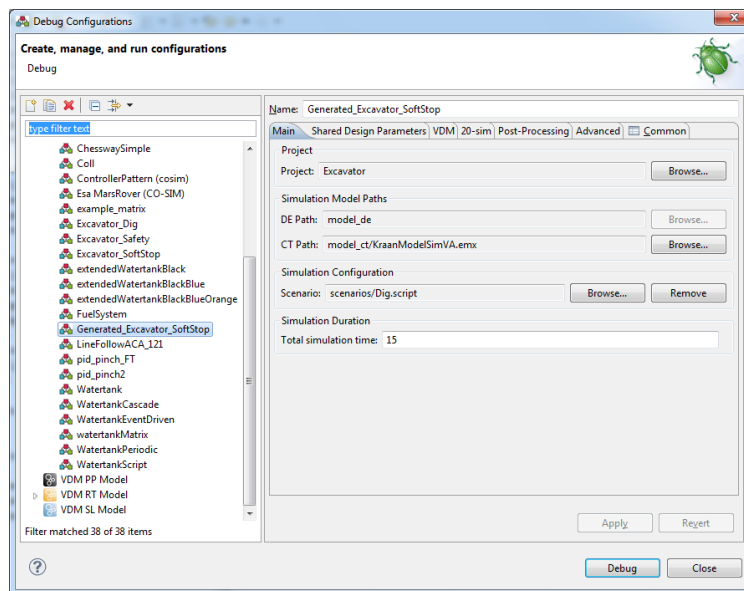 Debug Configurations
Create, manage, and run configurations
Debug
type filter text
ChesswaySimple
Coll
ControllerPattern (cosim)
Esa MarsRover (CO-SIM)
example_matrix
Excavator_Dig
Excavator_Safety
Excavator_SoftStop
extendedWatertankBlack
extendedWatertankBlackBlue
extendedWatertankBlackBlueOrange
FuelSystem
Generated_Excavator_SoftStop
LineFollowACA_121
pid_pinch_FT
pid_pinch2
Watertank
WatertankCascade
WatertankEventDriven
watertankMatrix
WatertankPeriodic
WatertankScript
VDM PP Model
VDM RT Model
VDM SL Model
Filter matched 38 of 38 items
Name: Generated_Excavator_SoftStop
Main Shared Design Parameters VDM 20-sim Post-Processing Advanced Common
Project
Project: Excavator Browse...
Simulation Model Paths
DE Path: model_de Browse...
CT Path: model_ct/KraanModelSimVA.emx Browse...
Simulation Configuration
Scenario: scenarios/Dig.script Browse... Remove
Simulation Duration
Total simulation time: 15
Apply Revert
? Debug Close